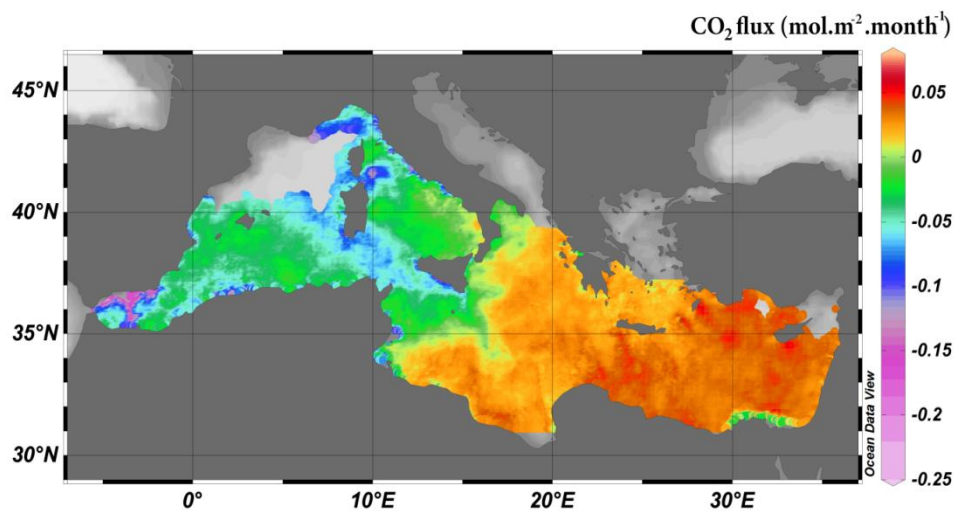 CO₂ flux (mol.m⁻².month⁻¹)
45°N
40°N
35°N
30°N
0°
10°E
20°E
30°E
Ocean Data View
0.05
0
-0.05
-0.1
-0.15
-0.2
-0.25